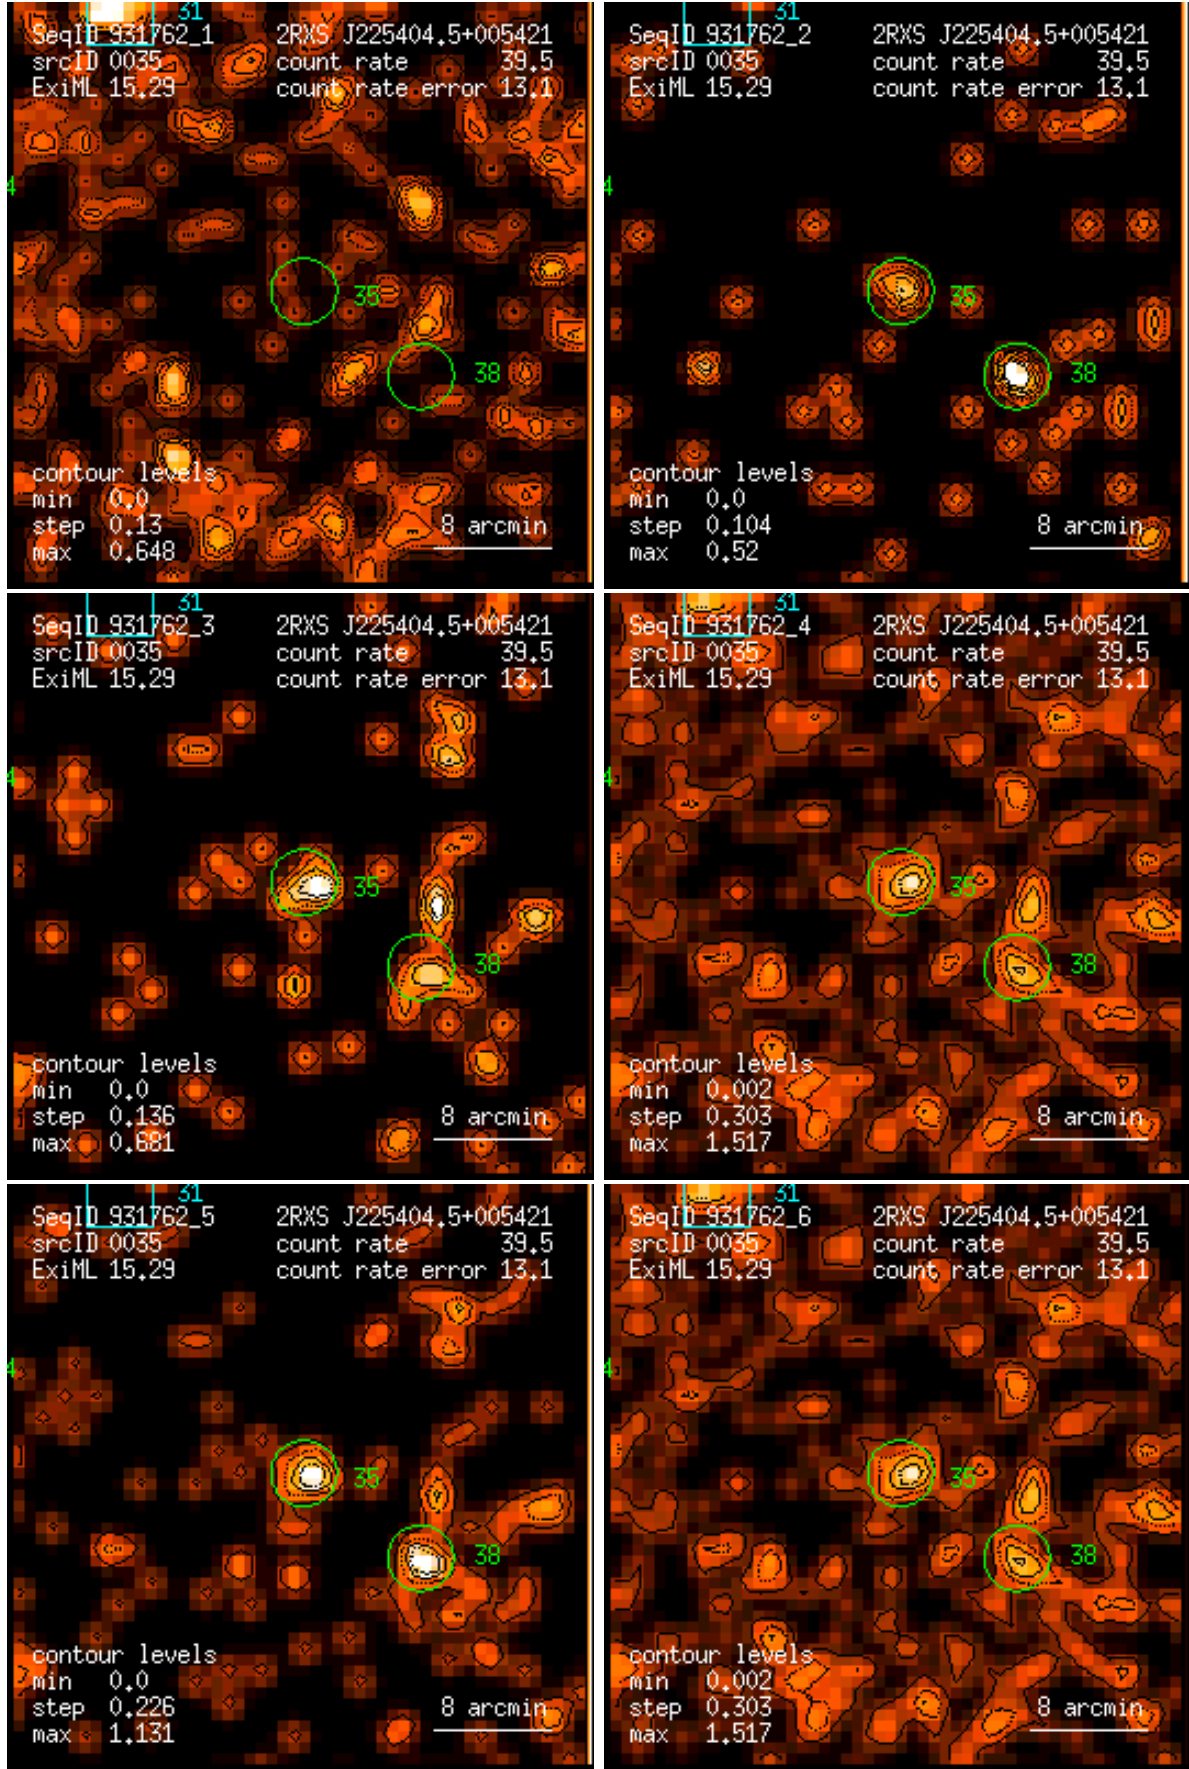 31
SeqID 931762_1 2RXS J225404.5+005421
srcID 0035 count rate 39.5
ExiML 15.29 count rate error 13.1
4
35
38
contour levels
min 0.0
step 0.13 8 arcmin
max 0.648
31
SeqID 931762_2 2RXS J225404.5+005421
srcID 0035 count rate 39.5
ExiML 15.29 count rate error 13.1
4
35
38
contour levels
min 0.0
step 0.104 8 arcmin
max 0.52
31
SeqID 931762_3 2RXS J225404.5+005421
srcID 0035 count rate 39.5
ExiML 15.29 count rate error 13.1
4
35
38
contour levels
min 0.0
step 0.136 8 arcmin
max 0.681
31
SeqID 931762_4 2RXS J225404.5+005421
srcID 0035 count rate 39.5
ExiML 15.29 count rate error 13.1
4
35
38
contour levels
min 0.002
step 0.303 8 arcmin
max 1.517
31
SeqID 931762_5 2RXS J225404.5+005421
srcID 0035 count rate 39.5
ExiML 15.29 count rate error 13.1
4
35
38
contour levels
min 0.0
step 0.226 8 arcmin
max 1.131
31
SeqID 931762_6 2RXS J225404.5+005421
srcID 0035 count rate 39.5
ExiML 15.29 count rate error 13.1
4
35
38
contour levels
min 0.002
step 0.303 8 arcmin
max 1.517